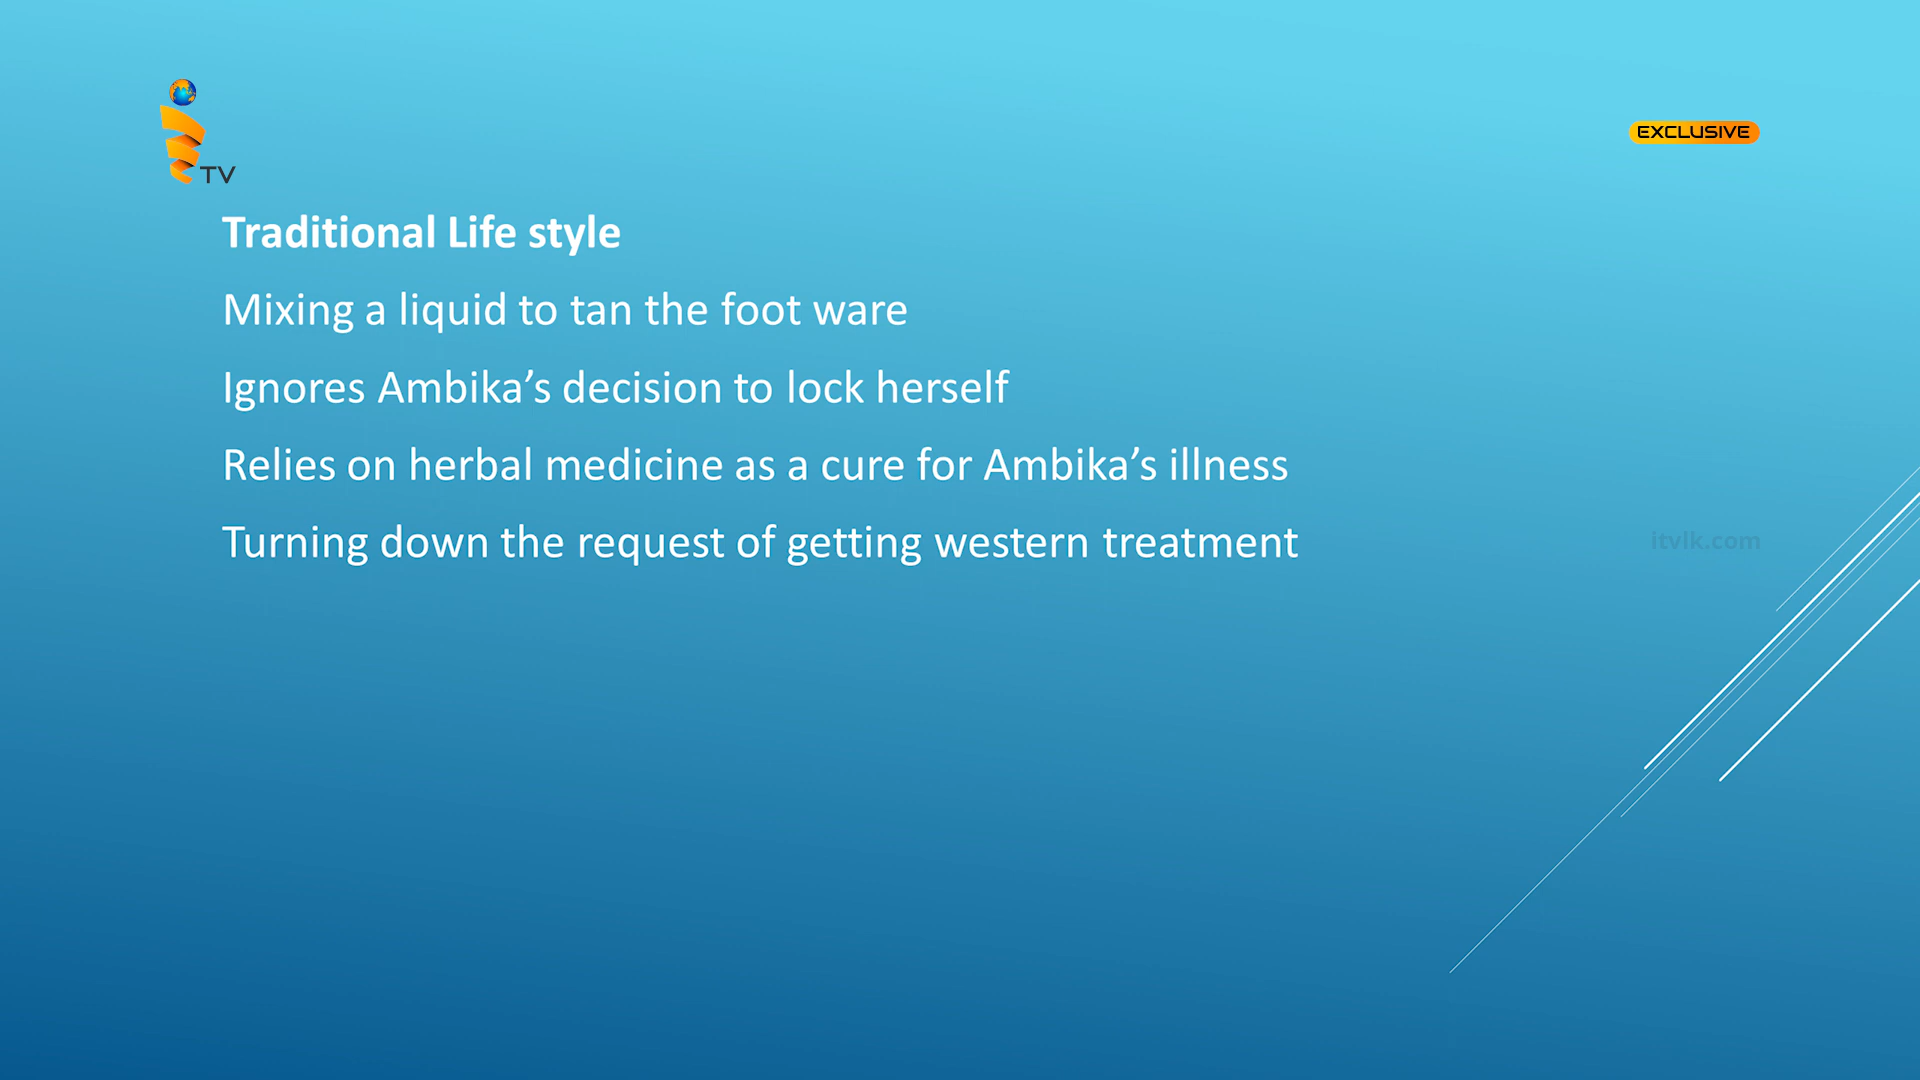 TV
EXCLUSIVE
Traditional Life style
Mixing a liquid to tan the foot ware
Ignores Ambika’s decision to lock herself
Relies on herbal medicine as a cure for Ambika’s illness
Turning down the request of getting western treatment
itvlk.com